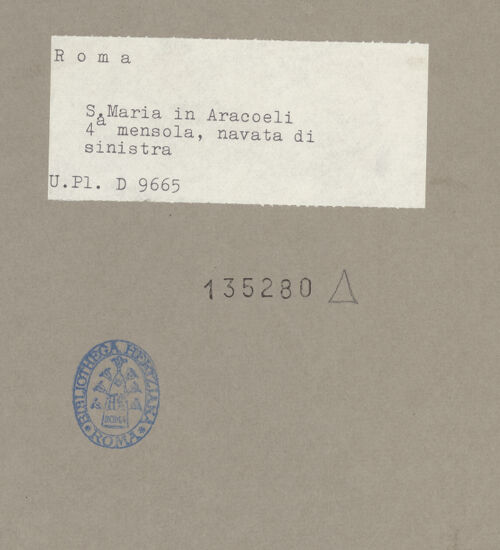 R o m a
S.Maria in Aracoeli
4a mensola, navata di
sinistra
U.Pl. D 9665
135280
BIBLIOTHECA HERTZIANA
ROMA